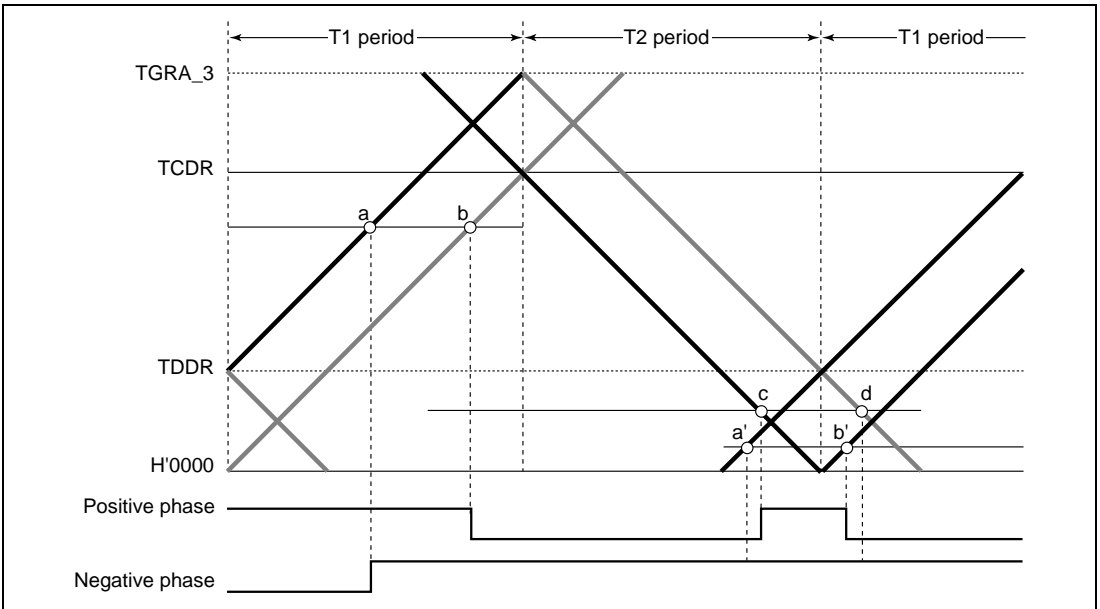 T1 period
T2 period
T1 period
TGRA_3
TCDR
a
b
TDDR
c
d
a'
b'
H'0000
Positive phase
Negative phase